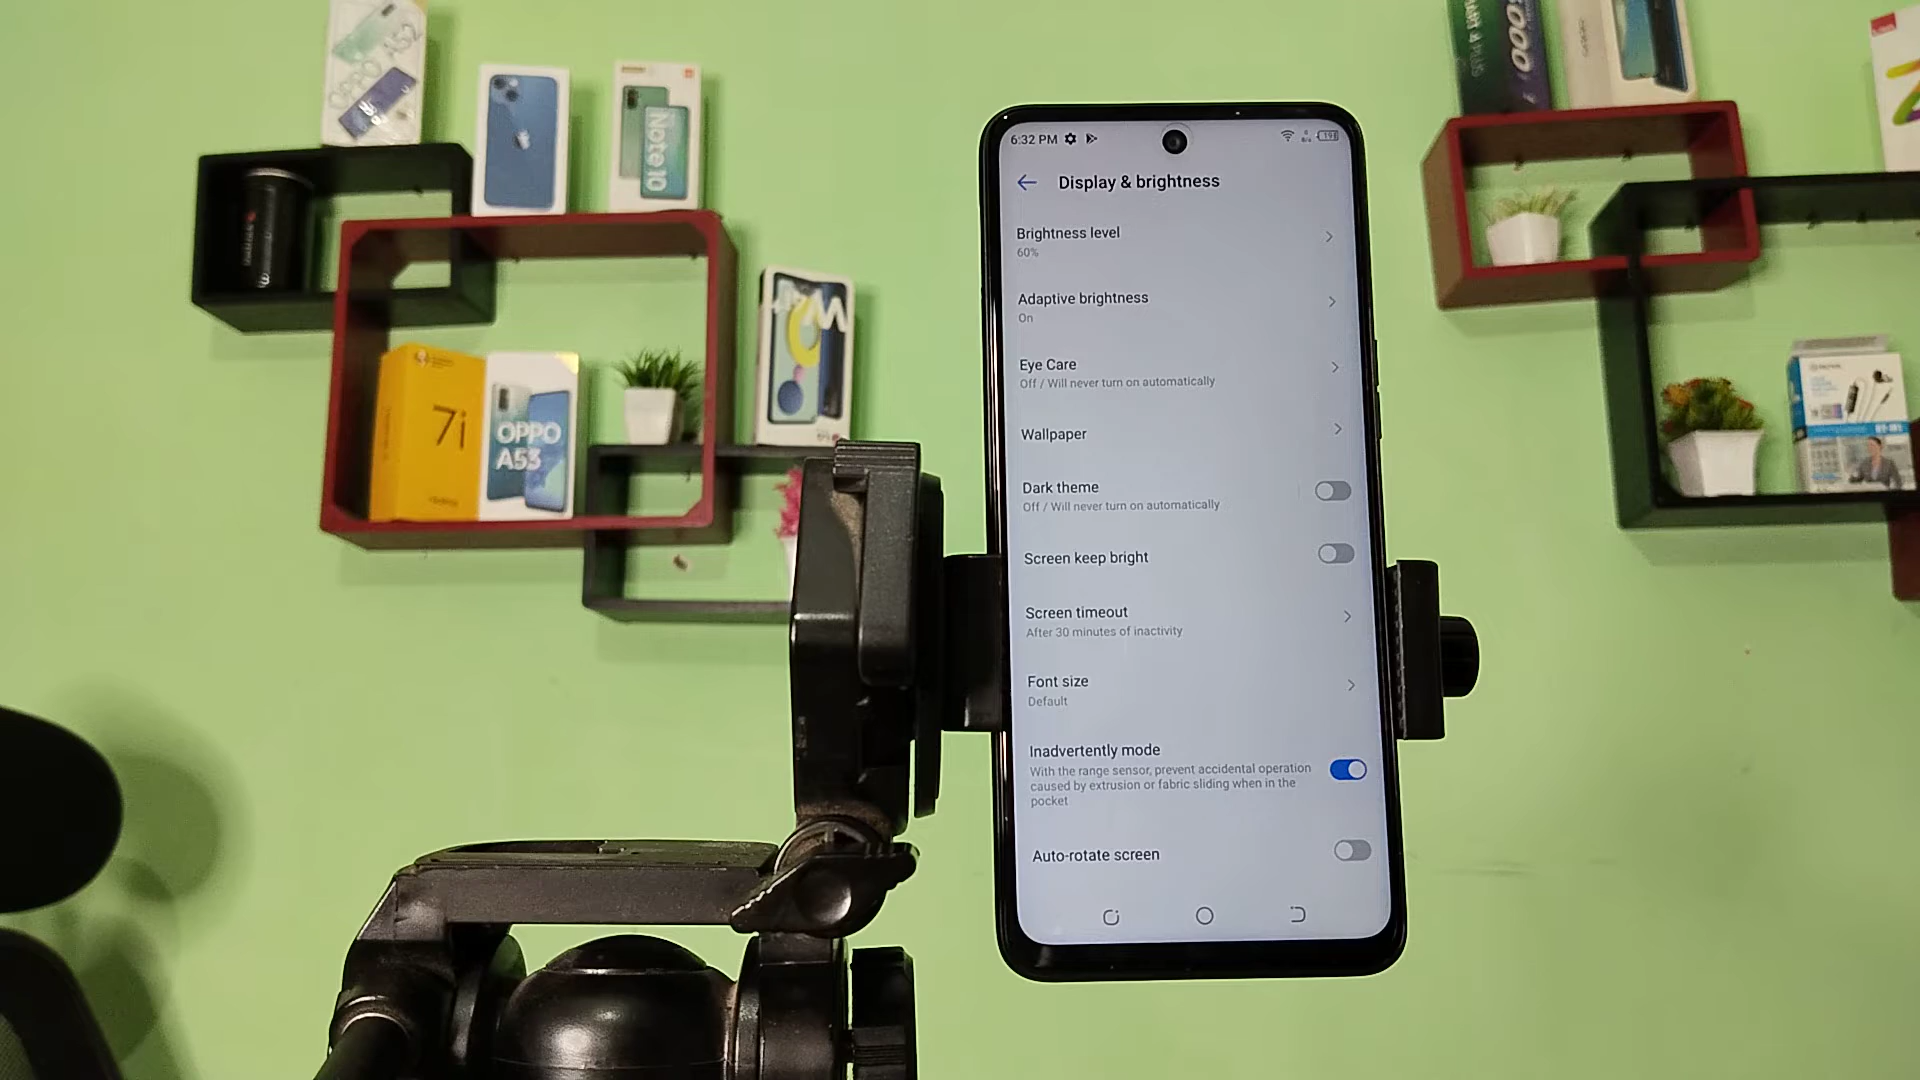 OPPO A52
Note 10
7i
OPPO
A53
6:32 PM
Display & brightness
Brightness level
60%
Adaptive brightness
On
Eye Care
Off / Will never turn on automatically
Wallpaper
Dark theme
Off / Will never turn on automatically
Screen keep bright
Screen timeout
After 30 minutes of inactivity
Font size
Default
Inadvertently mode
With the range sensor, prevent accidental operation
caused by extrusion or fabric sliding when in the
pocket
Auto-rotate screen